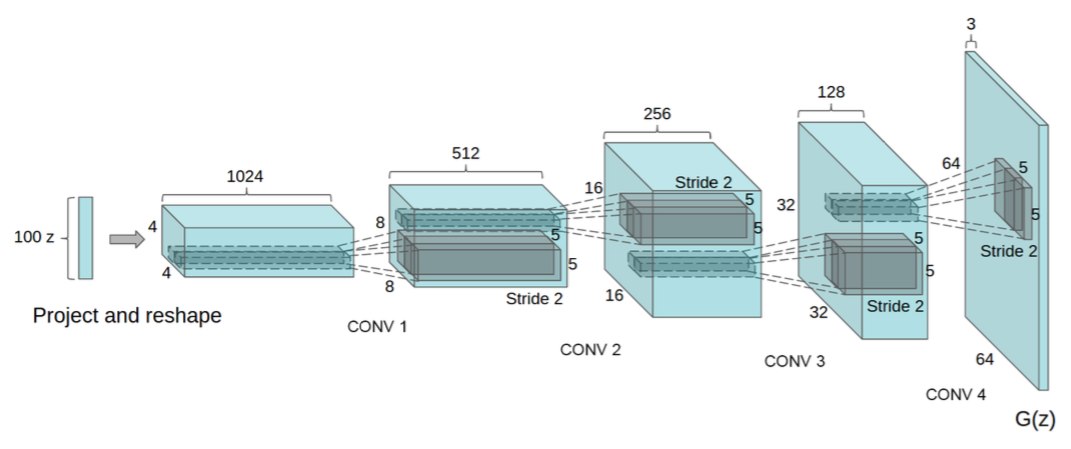 100 z
Project and reshape
1024
4
4
512
8
8
5
5
Stride 2
CONV 1
256
16
16
Stride 2
5
5
CONV 2
128
32
32
5
5
Stride 2
CONV 3
3
64
64
5
5
Stride 2
CONV 4
G(z)